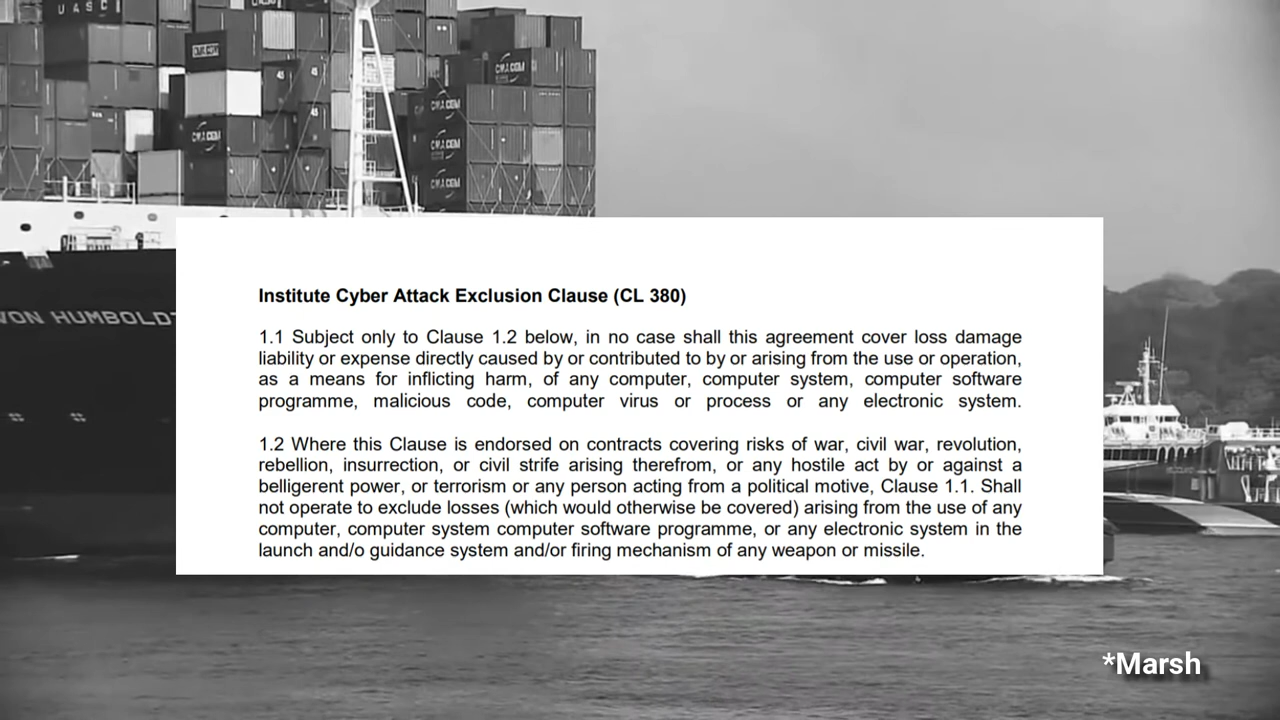 UASC
CMA CGM
45
45
CMA CGM
CMA CGM
CMA CGM
CMA CGM
CMA CGM
VON HUMBOLDT
Institute Cyber Attack Exclusion Clause (CL 380)
1.1 Subject only to Clause 1.2 below, in no case shall this agreement cover loss damage
liability or expense directly caused by or contributed to by or arising from the use or operation,
as a means for inflicting harm, of any computer, computer system, computer software
programme, malicious code, computer virus or process or any electronic system.
1.2 Where this Clause is endorsed on contracts covering risks of war, civil war, revolution,
rebellion, insurrection, or civil strife arising therefrom, or any hostile act by or against a
belligerent power, or terrorism or any person acting from a political motive, Clause 1.1. Shall
not operate to exclude losses (which would otherwise be covered) arising from the use of any
computer, computer system computer software programme, or any electronic system in the
launch and/o guidance system and/or firing mechanism of any weapon or missile.
*Marsh